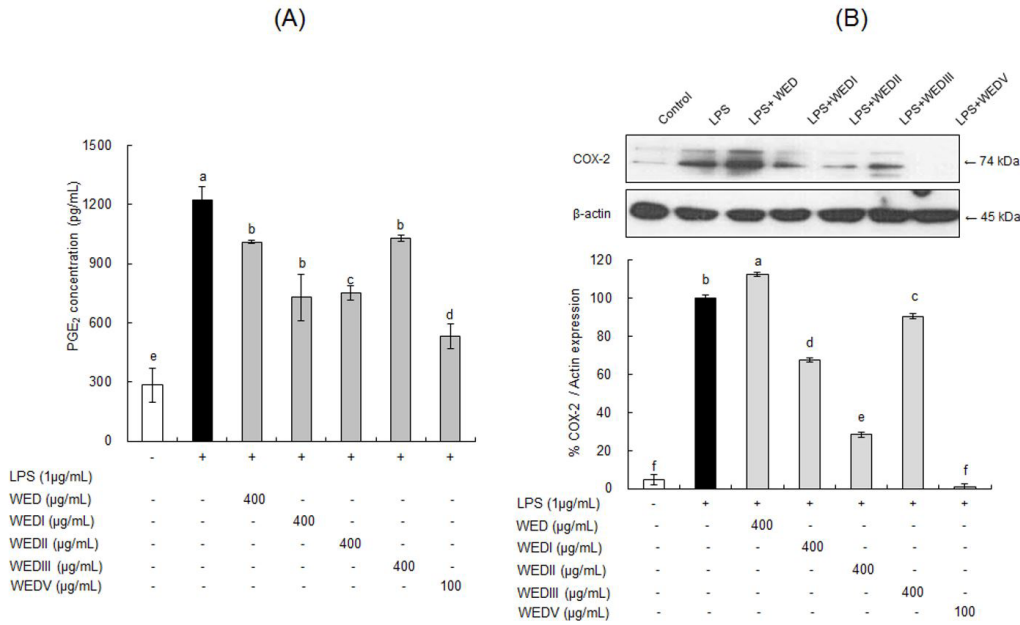 (A)
1500
1200
900
600
300
0
PGE2 concentration (pg/mL)
e
a
b
b
c
b
d
- + + + + + +
LPS (1µg/mL)
WED (µg/mL) - - 400 - - - -
WEDI (µg/mL) - - - 400 - - -
WEDII (µg/mL) - - - - 400 - -
WEDIII (µg/mL) - - - - - 400 -
WEDV (µg/mL) - - - - - - 100
(B)
Control
LPS
LPS+ WED
LPS+WEDI
LPS+WEDII
LPS+WEDIII
LPS+WEDV
COX-2 ← 74 kDa
β-actin ← 45 kDa
120
100
80
60
40
20
0
% COX-2 / Actin expression
f
b
a
d
e
c
f
LPS (1µg/mL) - + + + + + +
WED (µg/mL) - - 400 - - - -
WEDI (µg/mL) - - - 400 - - -
WEDII (µg/mL) - - - - 400 - -
WEDIII (µg/mL) - - - - - 400 -
WEDV (µg/mL) - - - - - - 100